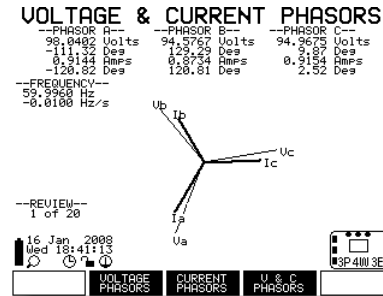 VOLTAGE & CURRENT PHASORS
--PHASOR A-- --PHASOR B-- --PHASOR C--
98.0402 Volts 94.5767 Volts 94.9675 Volts
-111.32 Deg 129.29 Deg 9.87 Deg
0.9144 Amps 0.8734 Amps 0.9154 Amps
-120.82 Deg 120.81 Deg 2.52 Deg
--FREQUENCY--
59.9960 Hz
-0.0100 Hz/s
Vb
Ib
Vc
Ic
Ia
Va
--REVIEW--
1 of 20
16 Jan 2008
Wed 18:41:13
3P4W3E
VOLTAGE PHASORS
CURRENT PHASORS
V & C PHASORS